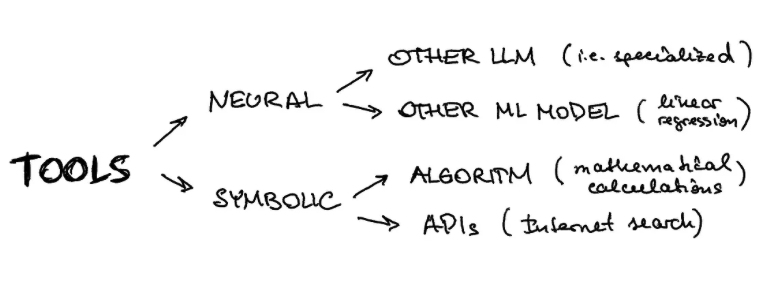 OTHER LLM (i.e. specialized)
NEURAL
OTHER ML MODEL (linear
regression)
TOOLS
ALGORITM (mathematical
calculations
SYMBOLIC
APIs (Internet search)